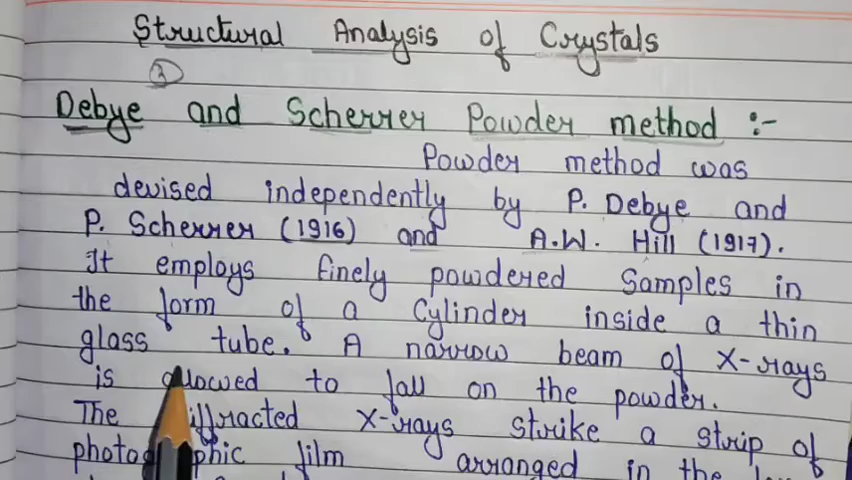 Structural Analysis of Crystals
3
Debye and Scherrer Powder method :-
Powder method was
devised independently by P. Debye and
P. Scherrer (1916) and A.W. Hill (1917).
It employs finely powdered samples in
the form of a cylinder inside a thin
glass tube. A narrow beam of X-rays
is allowed to fall on the powder.
The diffracted X-rays strike a strip of
photographic film arranged in the